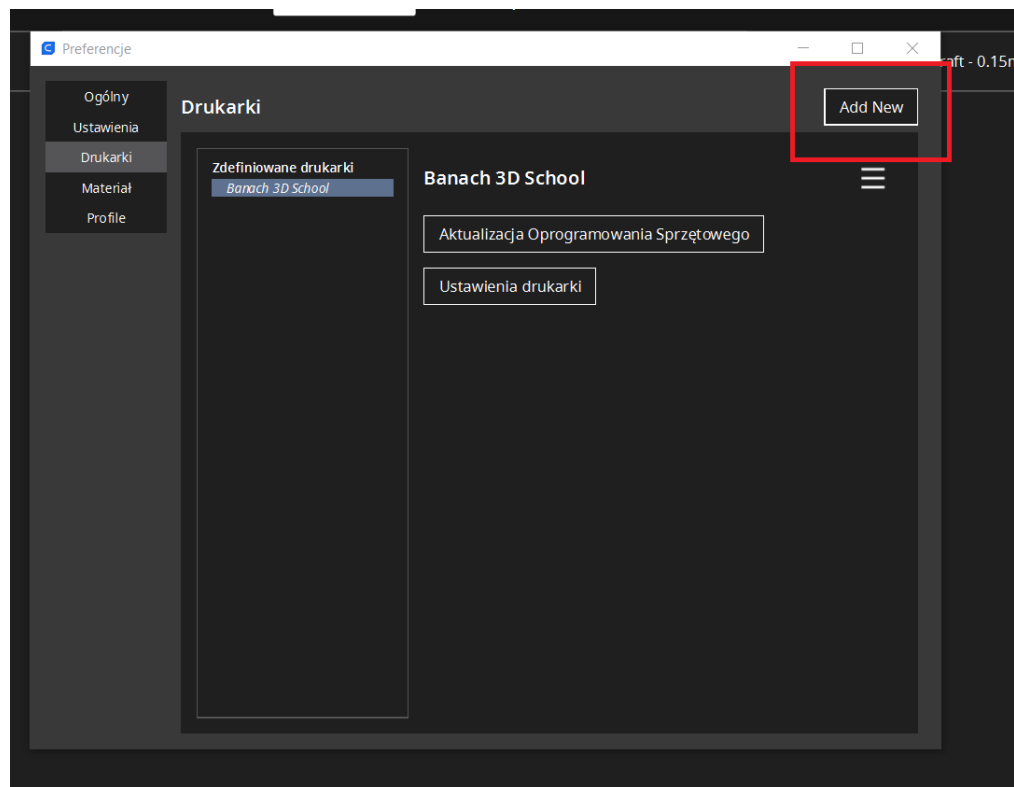 Preferencje
raft - 0.15m
Ogólny
Ustawienia
Drukarki
Materiał
Profile
Drukarki
Add New
Zdefiniowane drukarki
Banach 3D School
Banach 3D School
Aktualizacja Oprogramowania Sprzętowego
Ustawienia drukarki